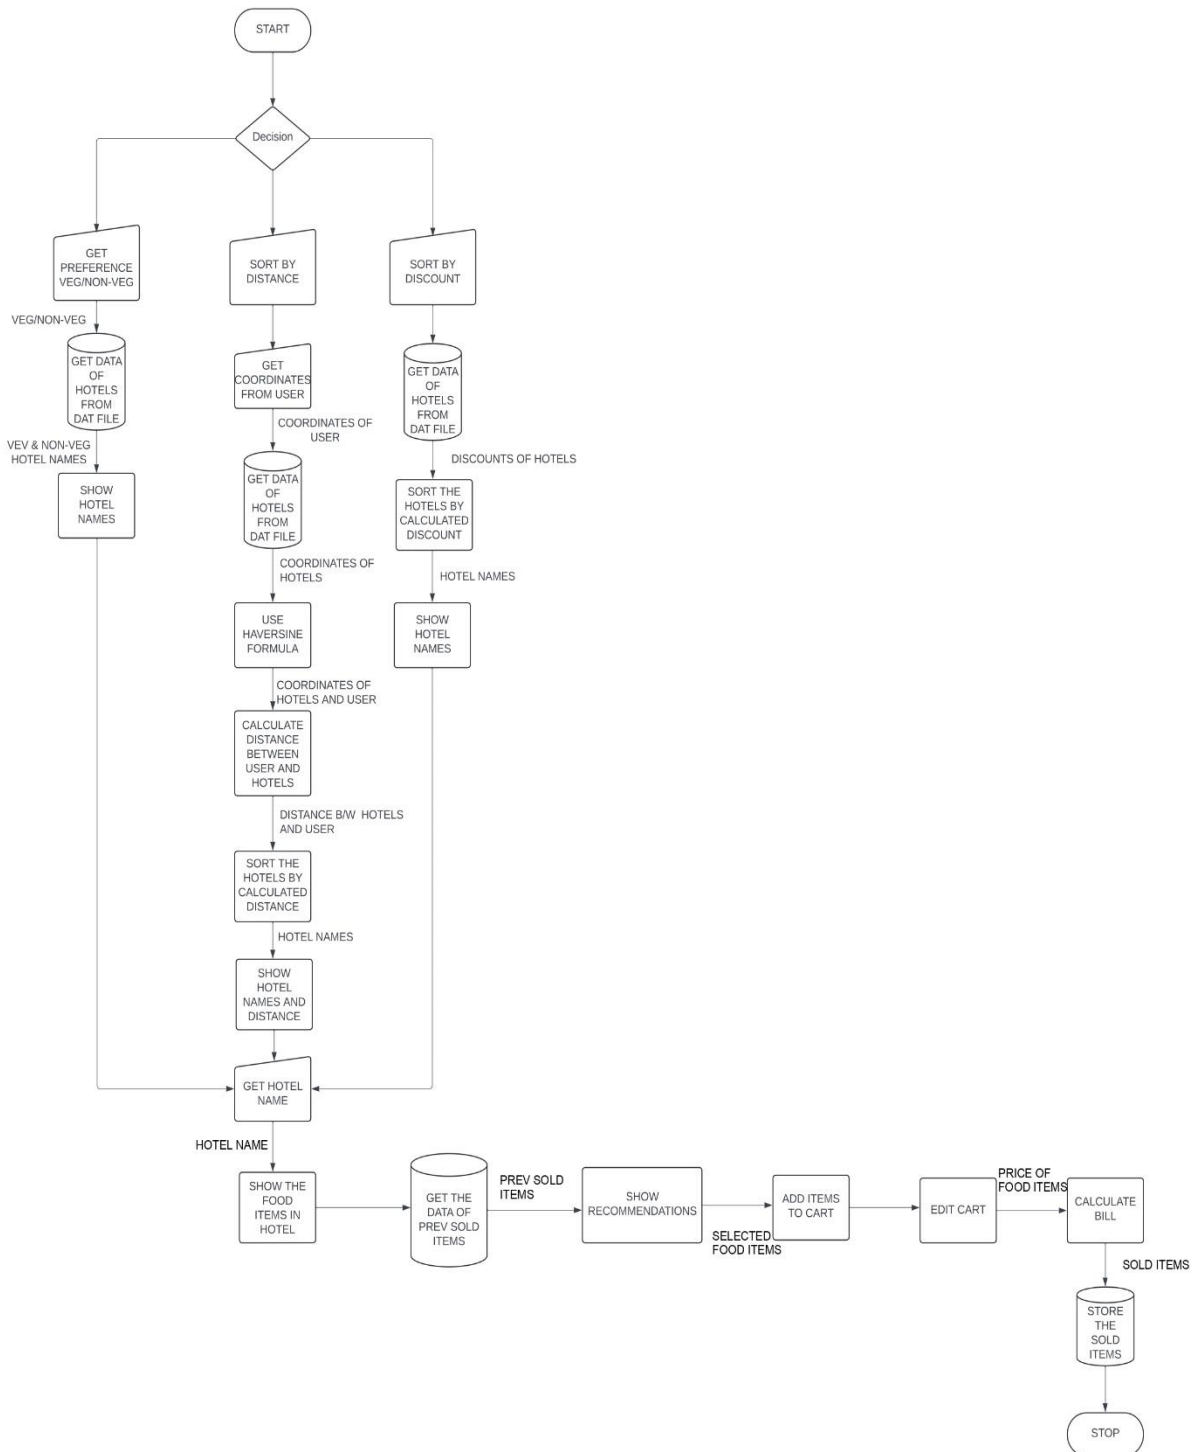 START
Decision
GET
PREFERENCE
VEG/NON-VEG
VEG/NON-VEG
GET DATA
OF
HOTELS
FROM
DAT FILE
VEV & NON-VEG
HOTEL NAMES
SHOW
HOTEL
NAMES
SORT BY
DISTANCE
GET
COORDINATES
FROM USER
COORDINATES OF
USER
GET DATA
OF
HOTELS
FROM
DAT FILE
COORDINATES OF
HOTELS
USE
HAVERSINE
FORMULA
COORDINATES OF
HOTELS AND USER
CALCULATE
DISTANCE
BETWEEN
USER AND
HOTELS
DISTANCE B/W HOTELS
AND USER
SORT THE
HOTELS BY
CALCULATED
DISTANCE
HOTEL NAMES
SHOW
HOTEL
NAMES AND
DISTANCE
SORT BY
DISCOUNT
GET DATA
OF
HOTELS
FROM
DAT FILE
DISCOUNTS OF HOTELS
SORT THE
HOTELS BY
CALCULATED
DISCOUNT
HOTEL NAMES
SHOW
HOTEL
NAMES
GET HOTEL
NAME
HOTEL NAME
SHOW THE
FOOD
ITEMS IN
HOTEL
GET THE
DATA OF
PREV SOLD
ITEMS
PREV SOLD
ITEMS
SHOW
RECOMMENDATIONS
SELECTED
FOOD ITEMS
ADD ITEMS
TO CART
EDIT CART
PRICE OF
FOOD ITEMS
CALCULATE
BILL
SOLD ITEMS
STORE
THE
SOLD
ITEMS
STOP